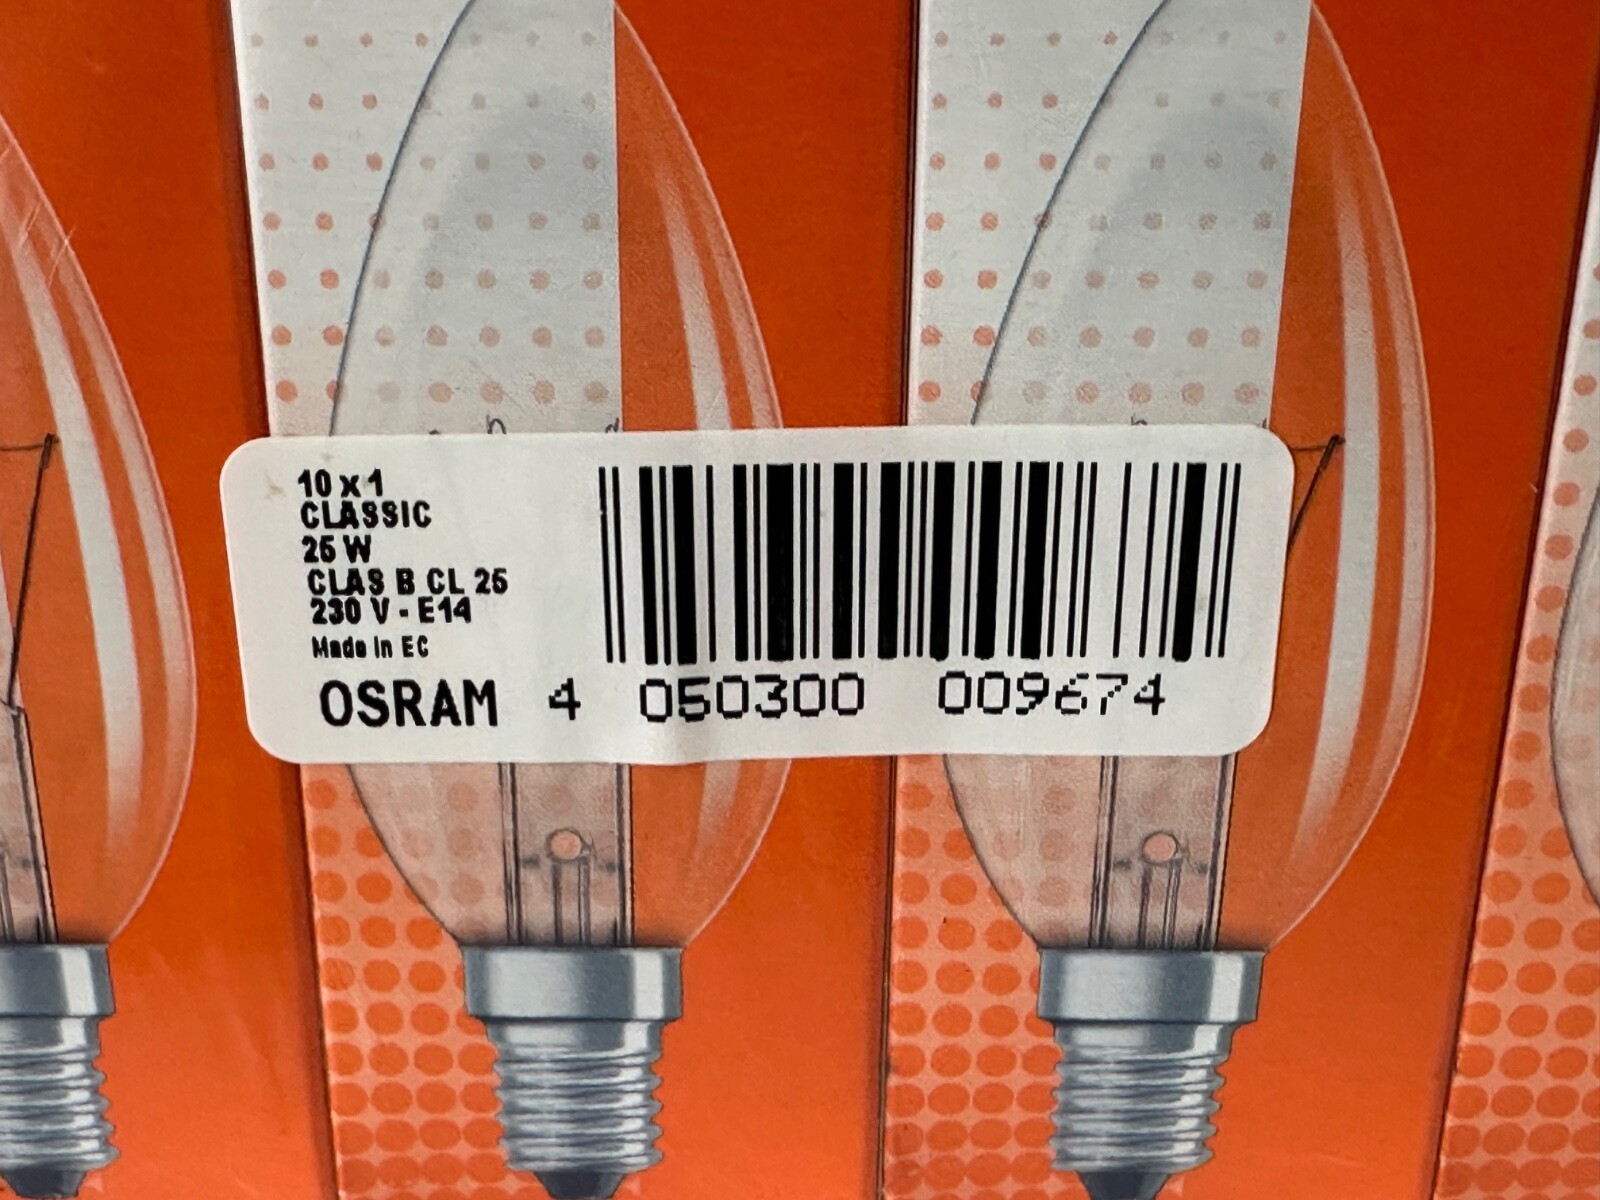 10 x 1
CLASSIC
25 W
CLAS B CL 25
230 V - E14
Made in EC
OSRAM 4 050300 009674